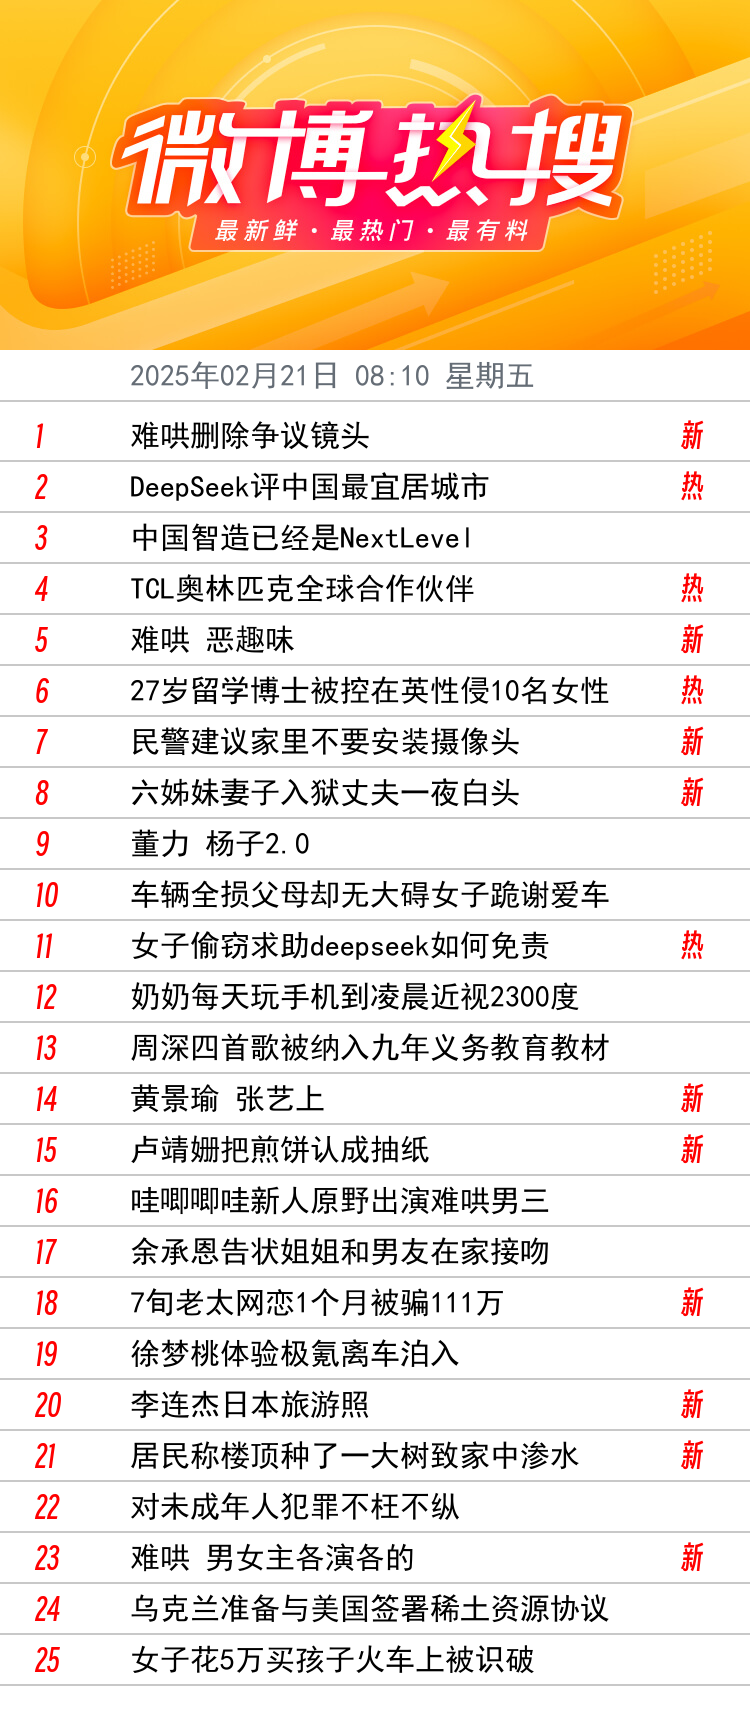 微博热搜
最新鲜·最热门·最有料
2025年02月21日 08:10 星期五
1 难哄删除争议镜头 新
2 DeepSeek评中国最宜居城市 热
3 中国智造已经是NextLevel
4 TCL奥林匹克全球合作伙伴 热
5 难哄 恶趣味 新
6 27岁留学博士被控在英性侵10名女性 热
7 民警建议家里不要安装摄像头 新
8 六姊妹妻子入狱丈夫一夜白头 新
9 董力 杨子2.0
10 车辆全损父母却无大碍女子跪谢爱车
11 女子偷窃求助deepseek如何免责 热
12 奶奶每天玩手机到凌晨近视2300度
13 周深四首歌被纳入九年义务教育教材
14 黄景瑜 张艺上 新
15 卢靖姗把煎饼认成抽纸 新
16 哇唧唧哇新人原野出演难哄男三
17 余承恩告状姐姐和男友在家接吻
18 7旬老太网恋1个月被骗111万 新
19 徐梦桃体验极氪离车泊入
20 李连杰日本旅游照 新
21 居民称楼顶种了一大树致家中渗水 新
22 对未成年人犯罪不枉不纵
23 难哄 男女主各演各的 新
24 乌克兰准备与美国签署稀土资源协议
25 女子花5万买孩子火车上被识破